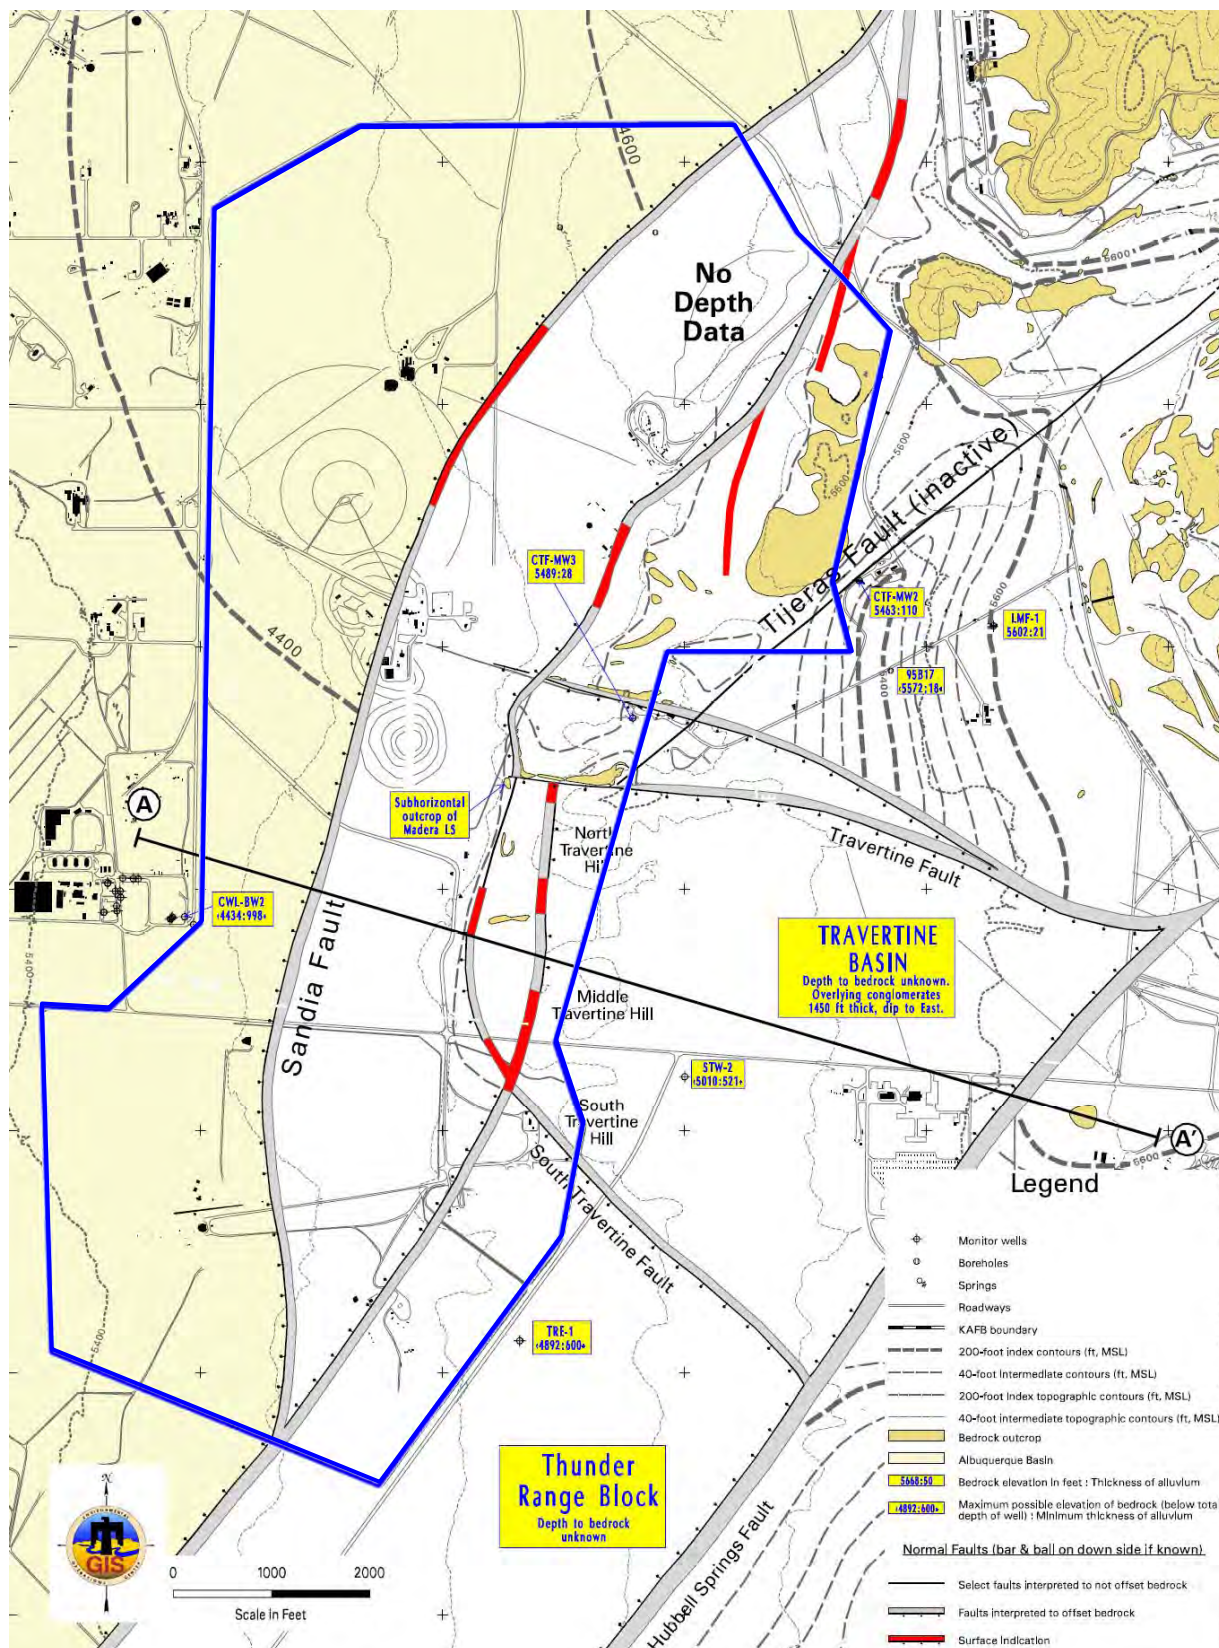 4600
No
Depth
Data
5600
5600
5600
Tijeras Fault (inactive)
CTF-MW3
5489:28
CTF-MW2
5463:110
LMF-1
5602:21
5600
95B17
‹5572:18›
5400
4400
A
Subhorizontal
outcrop of
Madera LS
North
Travertine
Hill
Travertine Fault
CWL-BW2
‹4434:998›
5400
Sandia Fault
TRAVERTINE
BASIN
Depth to bedrock unknown.
Overlying conglomerates
1450 ft thick, dip to East.
Middle
Travertine Hill
STW-2
‹5010:521›
South
Travertine
Hill
A'
5600
South Travertine Fault
5400
TRE-1
‹4892:600›
Thunder
Range Block
Depth to bedrock
unknown
Hubbell Springs Fault
N
GIS
0
1000
2000
Scale In Feet
Legend
Monitor wells
Boreholes
Springs
Roadways
KAFB boundary
200-foot index contours (ft, MSL)
40-foot intermediate contours (ft, MSL)
200-foot index topographic contours (ft, MSL)
40-foot intermediate topographic contours (ft, MSL)
Bedrock outcrop
Albuquerque Basin
5668:50
Bedrock elevation in feet : Thickness of alluvium
‹4892:600›
Maximum possible elevation of bedrock (below total
depth of well) : Minimum thickness of alluvium
Normal Faults (bar & ball on down side if known)
Select faults interpreted to not offset bedrock
Faults interpreted to offset bedrock
Surface indication